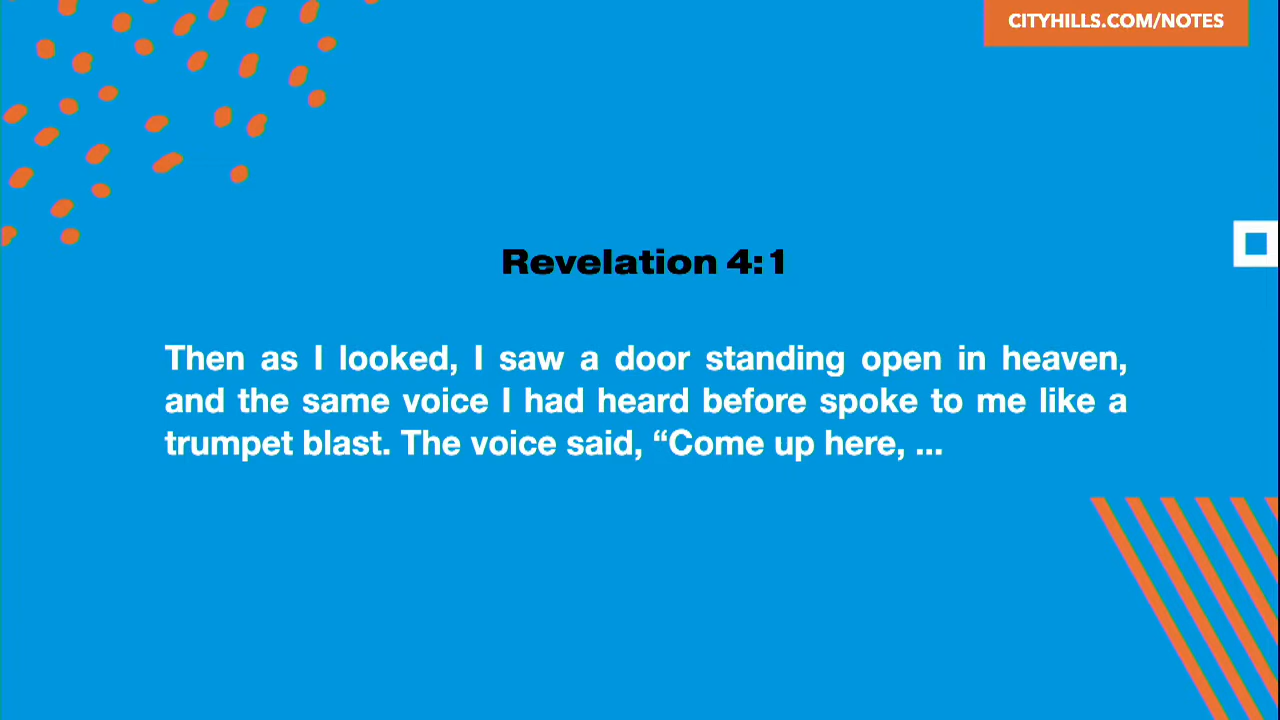 CITYHILLS.COM/NOTES
Revelation 4:1
Then as I looked, I saw a door standing open in heaven,
and the same voice I had heard before spoke to me like a
trumpet blast. The voice said, “Come up here, ...